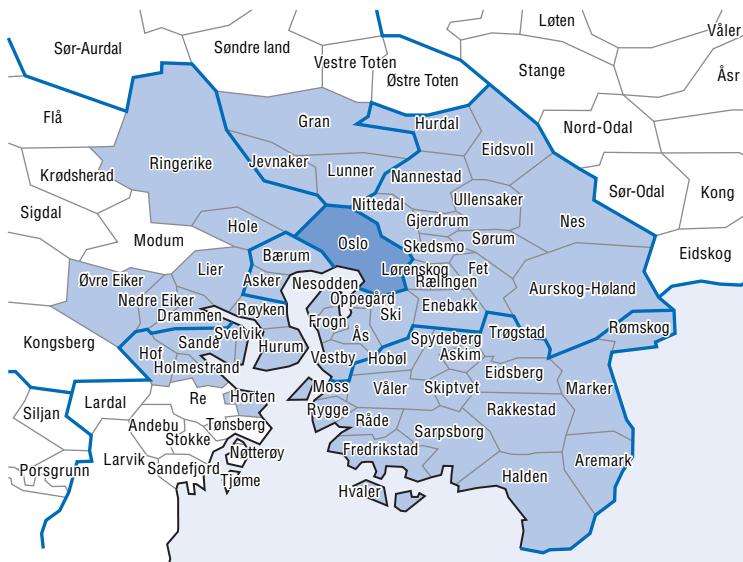 Løten
Våler
Sør-Aurdal
Søndre land
Vestre Toten
Østre Toten
Stange
Åsr
Flå
Gran
Hurdal
Nord-Odal
Eidsvoll
Ringerike
Jevnaker
Lunner
Nannestad
Krødsherad
Sør-Odal
Kong
Sigdal
Nittedal
Ullensaker
Gjerdrum
Nes
Hole
Modum
Oslo
Skedsmo
Sørum
Eidskog
Bærum
Lier
Lørenskog
Fet
Øvre Eiker
Asker
Nesodden
Rælingen
Aurskog-Høland
Nedre Eiker
Oppegård
Drammen
Røyken
Enebakk
Ski
Frogn
Kongsberg
Svelvik
Ås
Spydeberg
Trøgstad
Rømskog
Sande
Hurum
Hof
Vestby
Hobøl
Askim
Holmestrand
Eidsberg
Moss
Våler
Skiptvet
Marker
Siljan
Lardal
Re
Horten
Rygge
Rakkestad
Andebu
Tønsberg
Råde
Sarpsborg
Stokke
Fredrikstad
Nøtterøy
Larvik
Aremark
Porsgrunn
Sandefjord
Halden
Tjøme
Hvaler